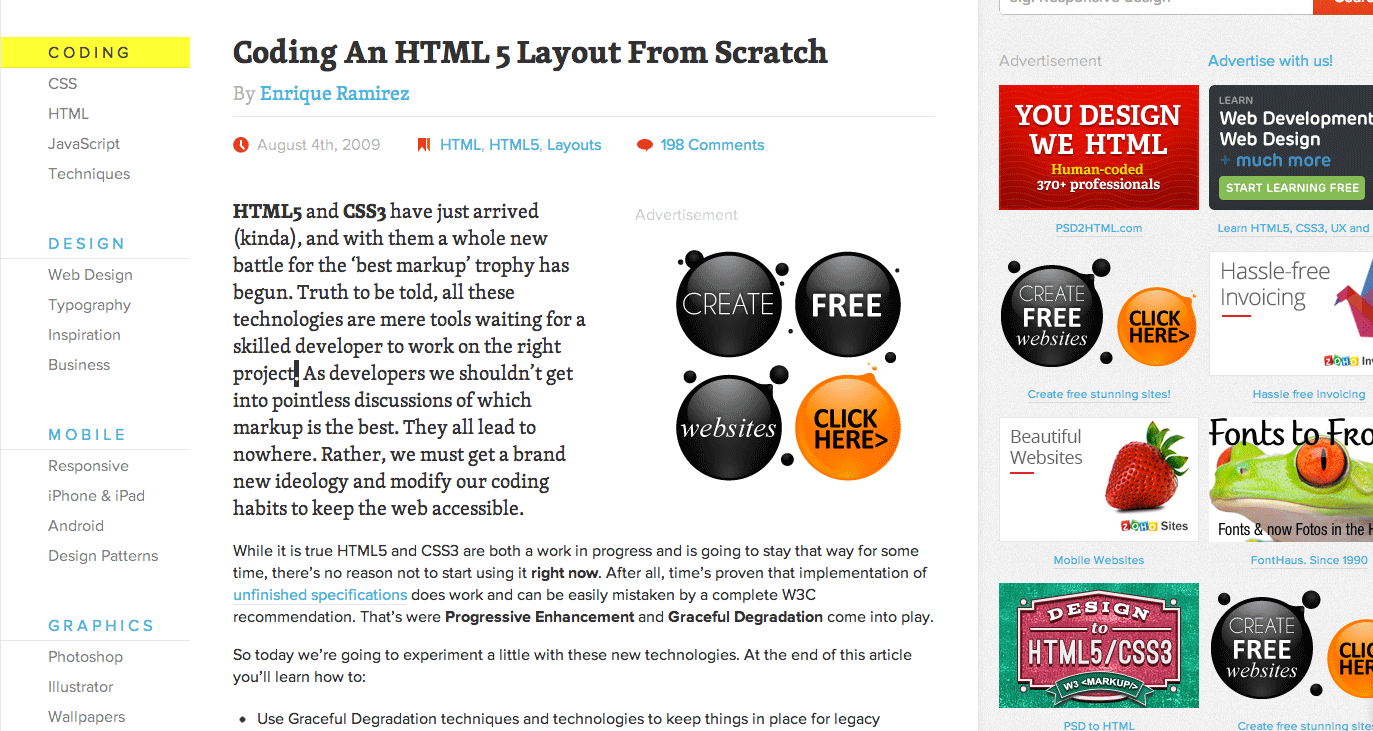 CODING
CSS
HTML
JavaScript
Techniques
DESIGN
Web Design
Typography
Inspiration
Business
MOBILE
Responsive
iPhone & iPad
Android
Design Patterns
GRAPHICS
Photoshop
Illustrator
Wallpapers
Coding An HTML 5 Layout From Scratch
By Enrique Ramirez
August 4th, 2009
HTML, HTML5, Layouts
198 Comments
HTML5 and CSS3 have just arrived
(kinda), and with them a whole new
battle for the ‘best markup’ trophy has
begun. Truth to be told, all these
technologies are mere tools waiting for a
skilled developer to work on the right
project! As developers we shouldn’t get
into pointless discussions of which
markup is the best. They all lead to
nowhere. Rather, we must get a brand
new ideology and modify our coding
habits to keep the web accessible.
Advertisement
CREATE
FREE
websites
CLICK
HERE>
While it is true HTML5 and CSS3 are both a work in progress and is going to stay that way for some
time, there’s no reason not to start using it right now. After all, time’s proven that implementation of
unfinished specifications does work and can be easily mistaken by a complete W3C
recommendation. That’s were Progressive Enhancement and Graceful Degradation come into play.
So today we’re going to experiment a little with these new technologies. At the end of this article
you’ll learn how to:
• Use Graceful Degradation techniques and technologies to keep things in place for legacy
Advertisement
Advertise with us!
YOU DESIGN
WE HTML
Human-coded
370+ professionals
PSD2HTML.com
LEARN
Web Development
Web Design
+ much more
START LEARNING FREE
Learn HTML5, CSS3, UX and
CREATE
FREE
websites
CLICK
HERE>
Create free stunning sites!
Hassle-free
Invoicing
ZOHO Inv
Hassle free invoicing
Beautiful
Websites
ZOHO Sites
Mobile Websites
Fonts to Fro
Fonts & now Fotos in the H
FontHaus. Since 1990
DESIGN
to
HTML5/CSS3
W3 <MARKUP/>
PSD to HTML
CREATE
FREE
websites
CLIC
HE
Create free stunning sites